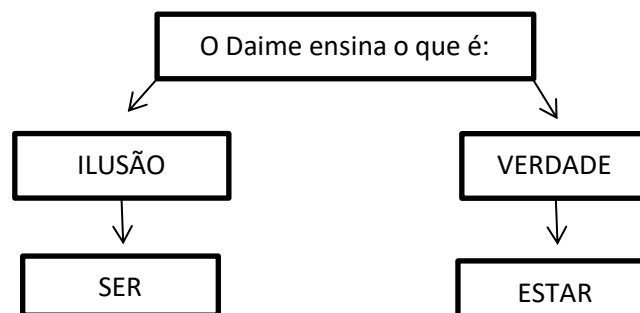 O Daime ensina o que é:
ILUSÃO
VERDADE
SER
ESTAR